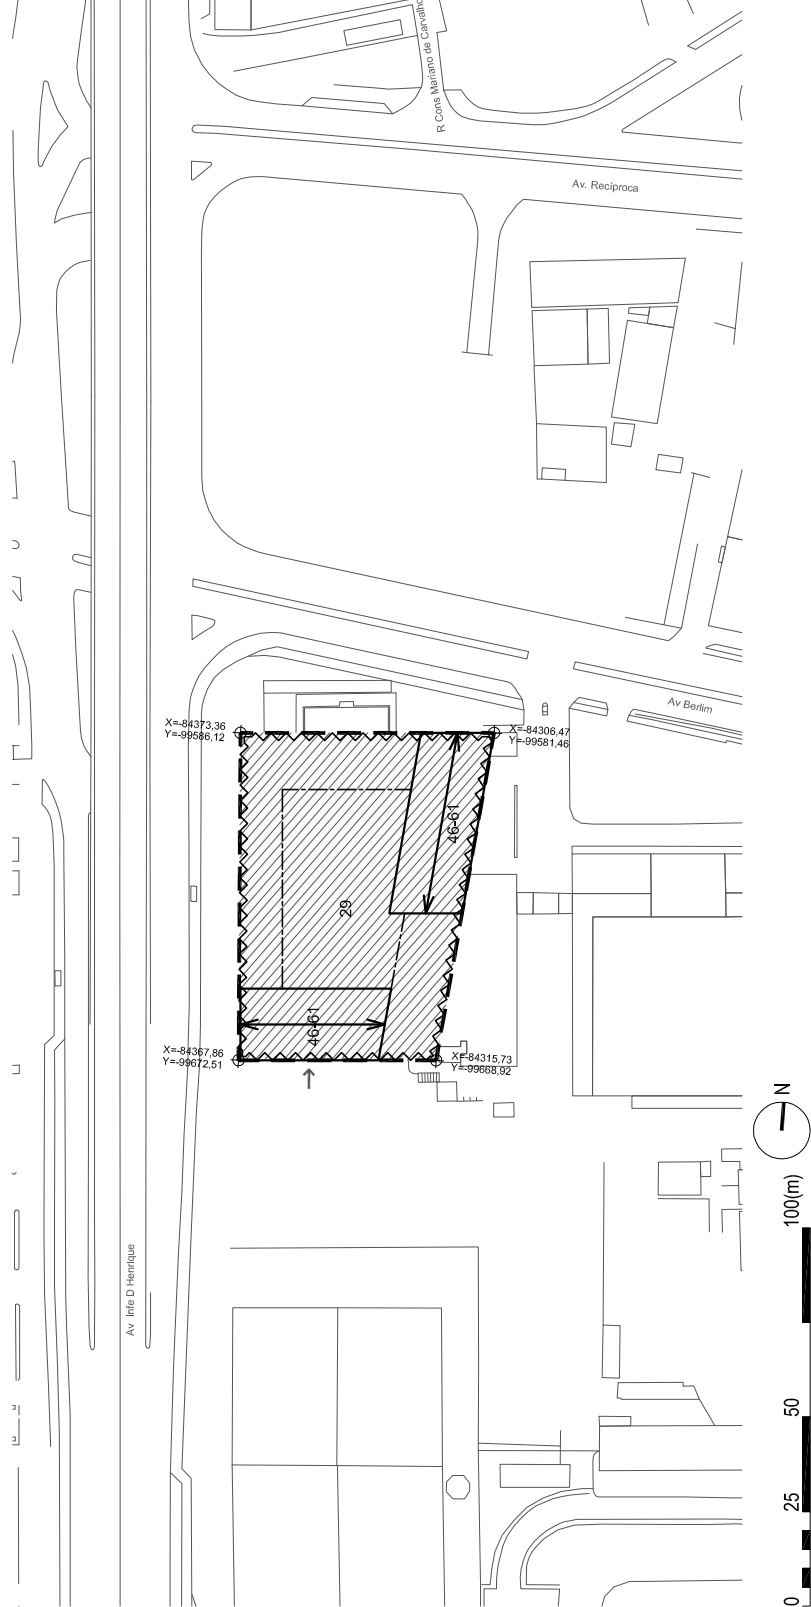 R Cons Mariano de Carvalho
Av. Recíproca
Av Berlim
X=-84373,36
Y=-99586,12
X=-84306,47
Y=-99581,46
46-61
29
46-61
X=-84367,86
Y=-99672,51
X=-84315,73
Y=-99668,92
N
Av Infe D Henrique
100(m)
50
25
0